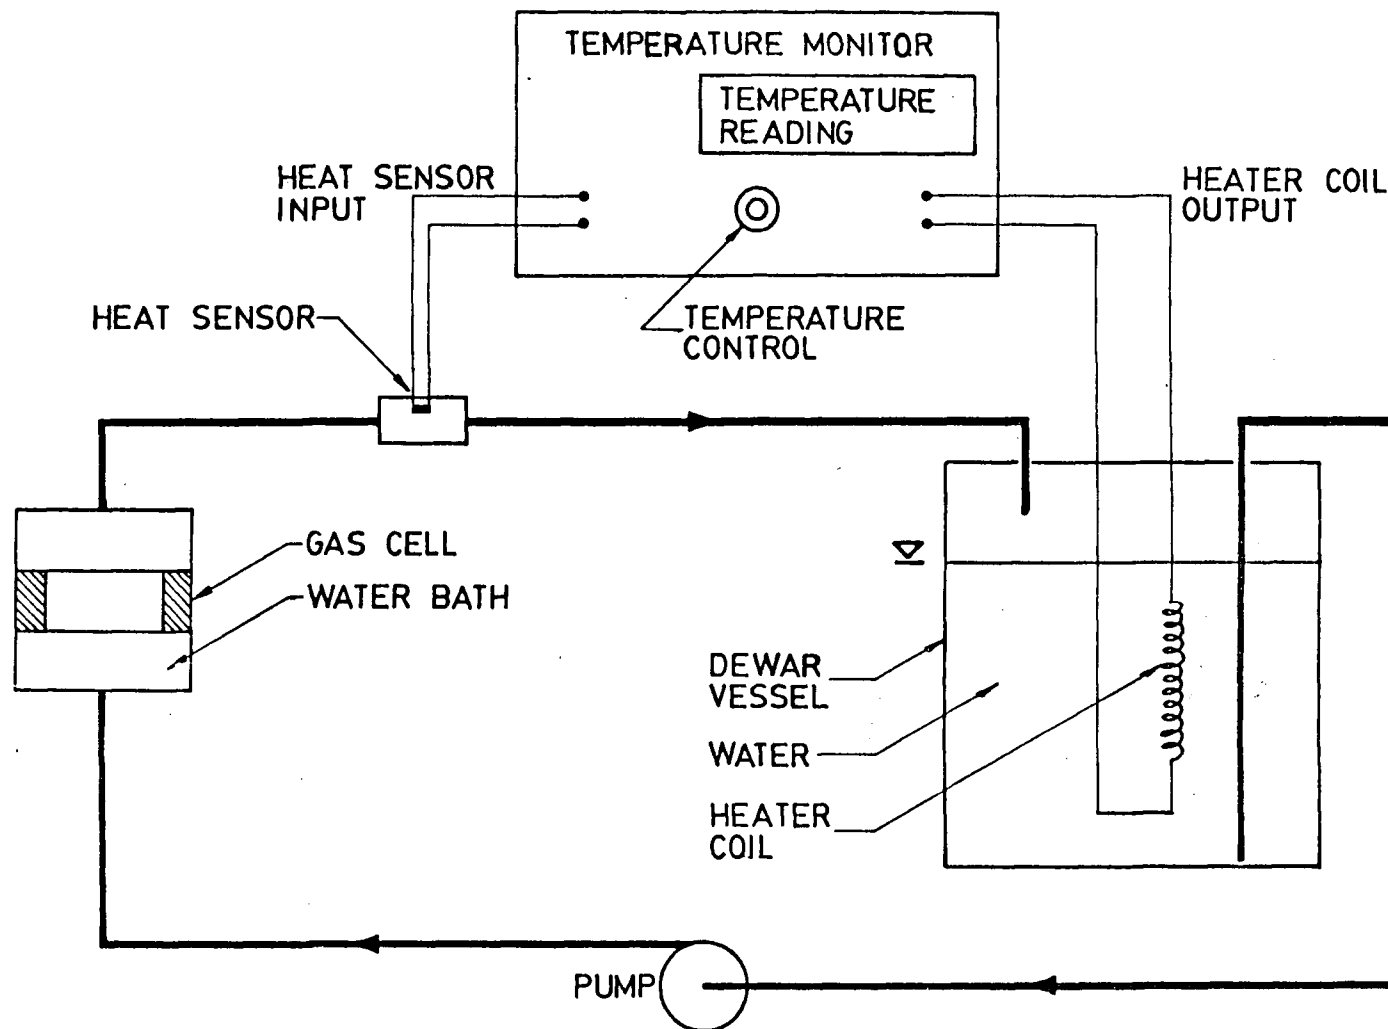 TEMPERATURE MONITOR
TEMPERATURE
READING
HEAT SENSOR
INPUT
HEATER COIL
OUTPUT
HEAT SENSOR
TEMPERATURE
CONTROL
GAS CELL
WATER BATH
DEWAR
VESSEL
WATER
HEATER
COIL
PUMP